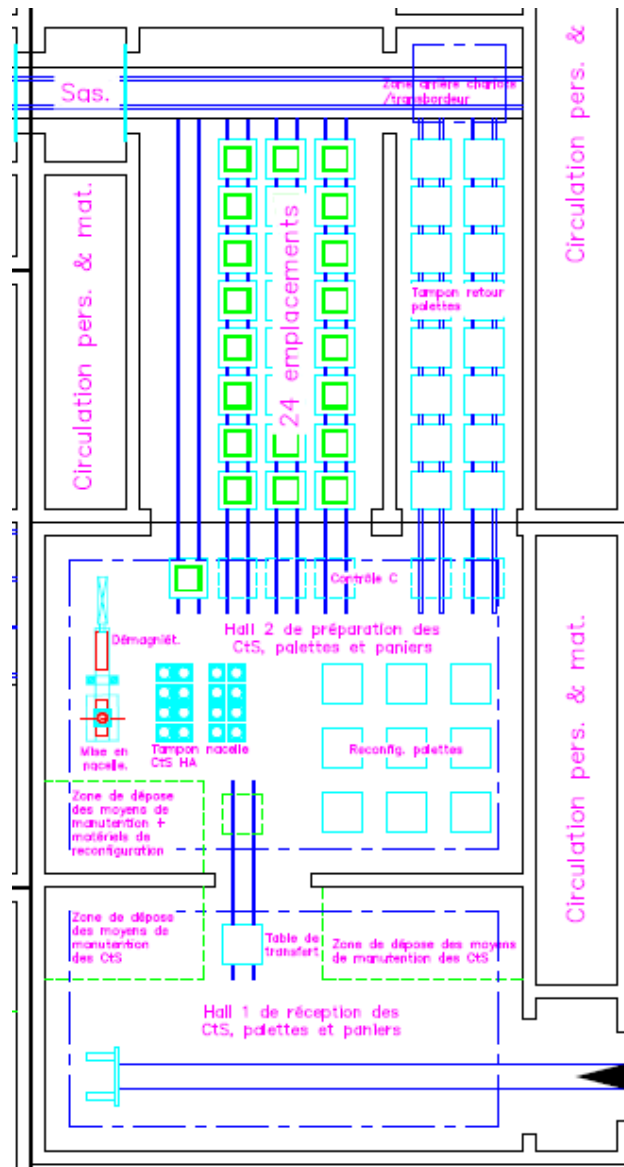 Sas.
Zone arrière chariots
/transbordeur
Circulation pers. &
Circulation pers. & mat.
24 emplacements
Tampon retour
palettes
Contrôle C
Démagnét.
Hall 2 de préparation des
CtS, palettes et paniers
Mise en
nacelle.
Tampon nacelle
CtS HA
Reconfig. palettes
Circulation pers. & mat.
Zone de dépose
des moyens de
manutention +
matériels de
reconfiguration
Zone de dépose
des moyens de
manutention
des CtS
Table de
transfert
Zone de dépose des moyens
de manutention des CtS
Hall 1 de réception des
CtS, palettes et paniers